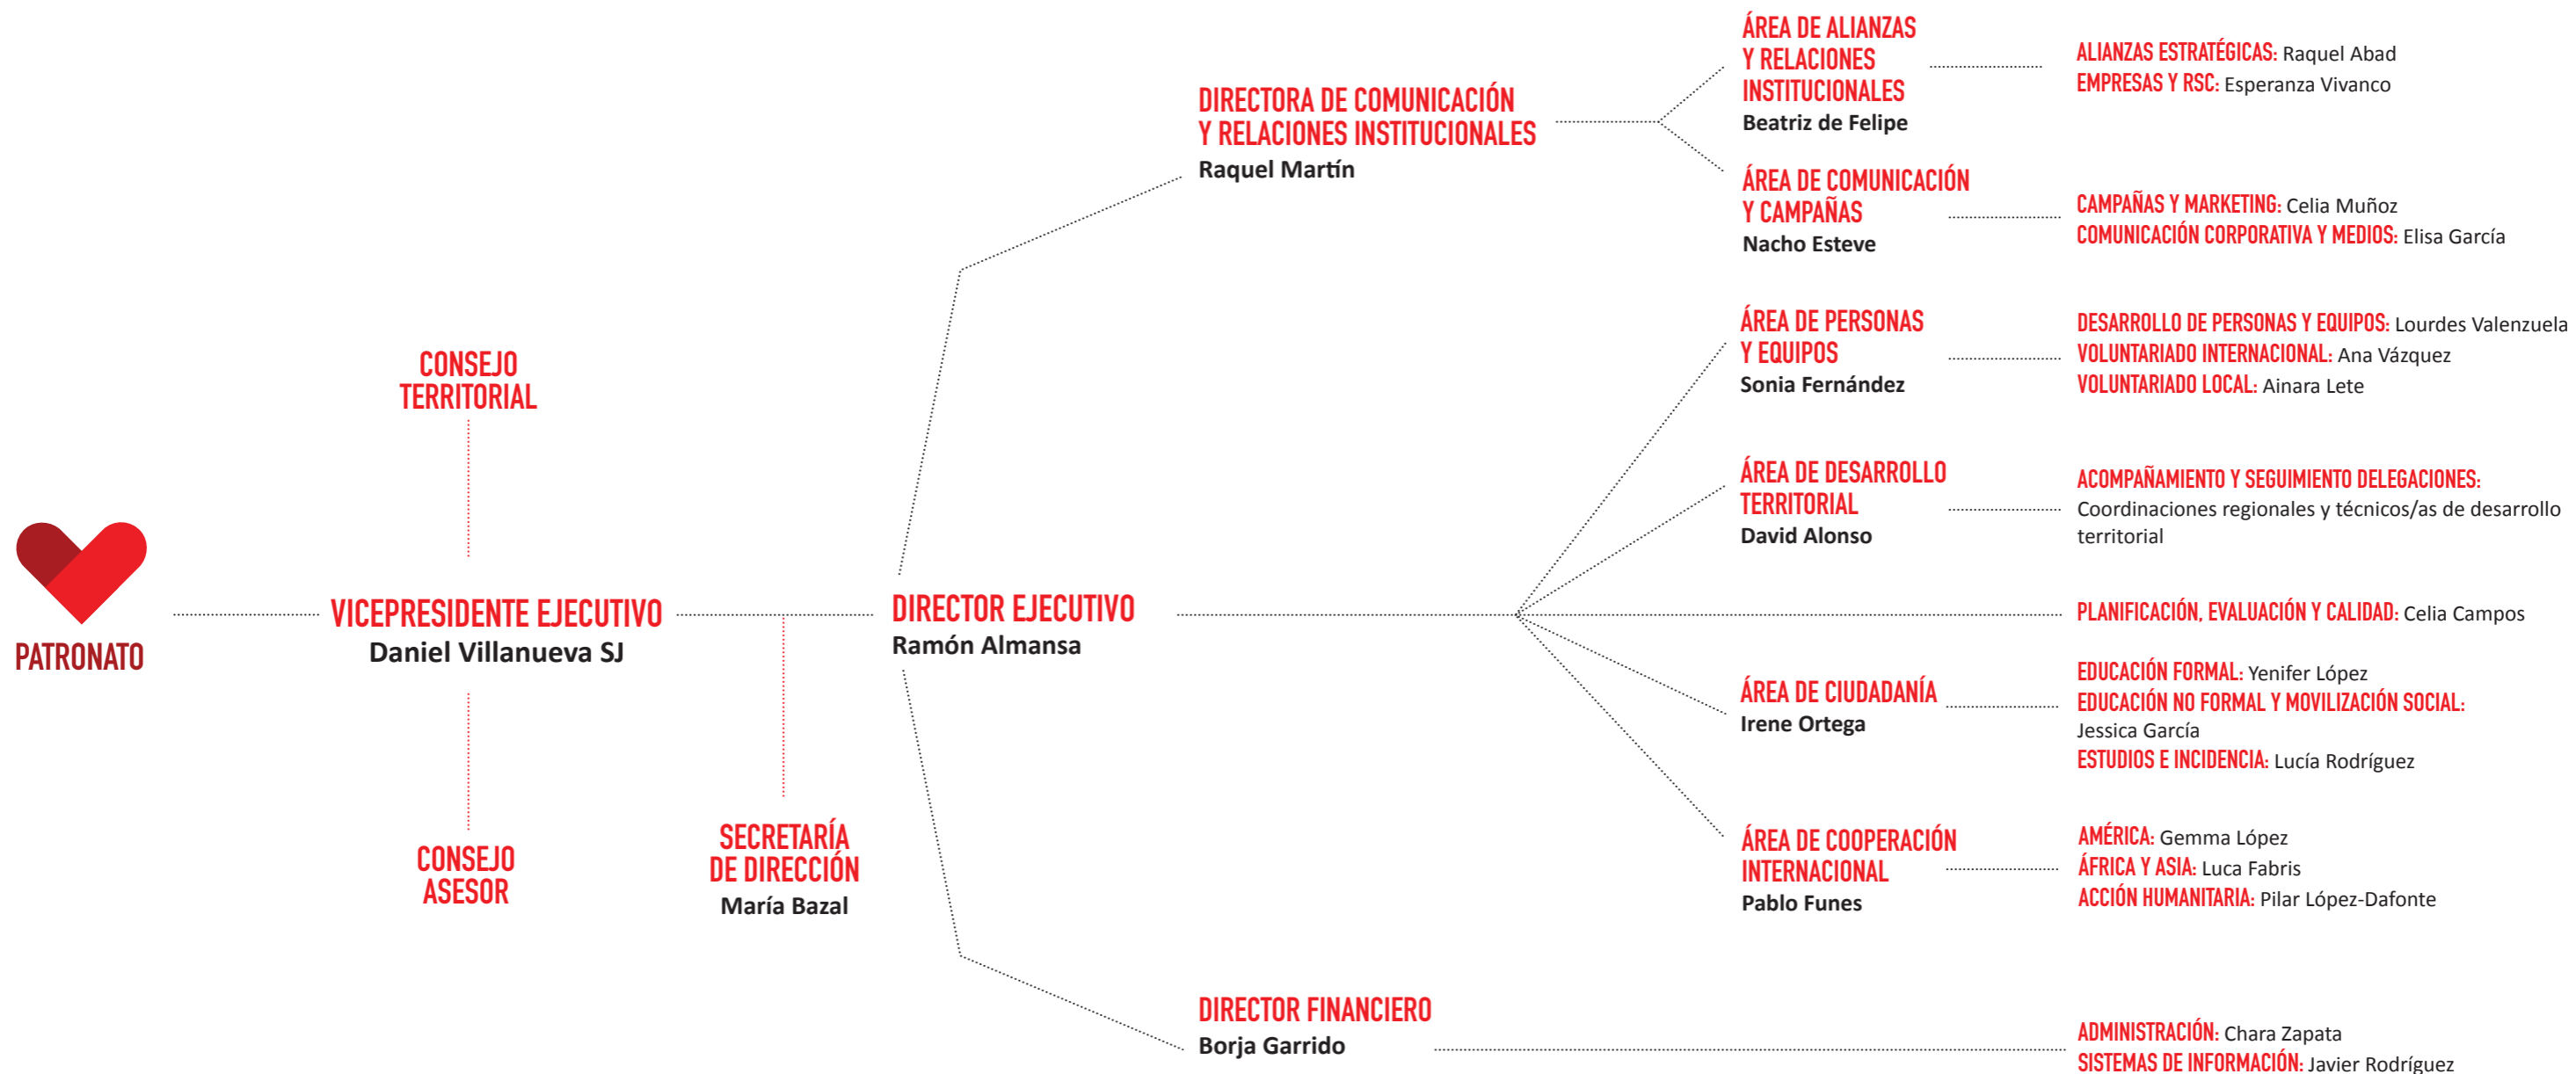 PATRONATO
CONSEJO
TERRITORIAL
VICEPRESIDENTE EJECUTIVO
Daniel Villanueva SJ
CONSEJO
ASESOR
SECRETARÍA
DE DIRECCIÓN
María Bazal
DIRECTOR EJECUTIVO
Ramón Almansa
DIRECTORA DE COMUNICACIÓN
Y RELACIONES INSTITUCIONALES
Raquel Martín
ÁREA DE ALIANZAS
Y RELACIONES
INSTITUCIONALES
Beatriz de Felipe
ALIANZAS ESTRATÉGICAS: Raquel Abad
EMPRESAS Y RSC: Esperanza Vivanco
ÁREA DE COMUNICACIÓN
Y CAMPAÑAS
Nacho Esteve
CAMPAÑAS Y MARKETING: Celia Muñoz
COMUNICACIÓN CORPORATIVA Y MEDIOS: Elisa García
ÁREA DE PERSONAS
Y EQUIPOS
Sonia Fernández
DESARROLLO DE PERSONAS Y EQUIPOS: Lourdes Valenzuela
VOLUNTARIADO INTERNACIONAL: Ana Vázquez
VOLUNTARIADO LOCAL: Ainara Lete
ÁREA DE DESARROLLO
TERRITORIAL
David Alonso
ACOMPAÑAMIENTO Y SEGUIMIENTO DELEGACIONES:
Coordinaciones regionales y técnicos/as de desarrollo
territorial
PLANIFICACIÓN, EVALUACIÓN Y CALIDAD: Celia Campos
ÁREA DE CIUDADANÍA
Irene Ortega
EDUCACIÓN FORMAL: Yenifer López
EDUCACIÓN NO FORMAL Y MOVILIZACIÓN SOCIAL:
Jessica García
ESTUDIOS E INCIDENCIA: Lucía Rodríguez
ÁREA DE COOPERACIÓN
INTERNACIONAL
Pablo Funes
AMÉRICA: Gemma López
ÁFRICA Y ASIA: Luca Fabris
ACCIÓN HUMANITARIA: Pilar López-Dafonte
DIRECTOR FINANCIERO
Borja Garrido
ADMINISTRACIÓN: Chara Zapata
SISTEMAS DE INFORMACIÓN: Javier Rodríguez